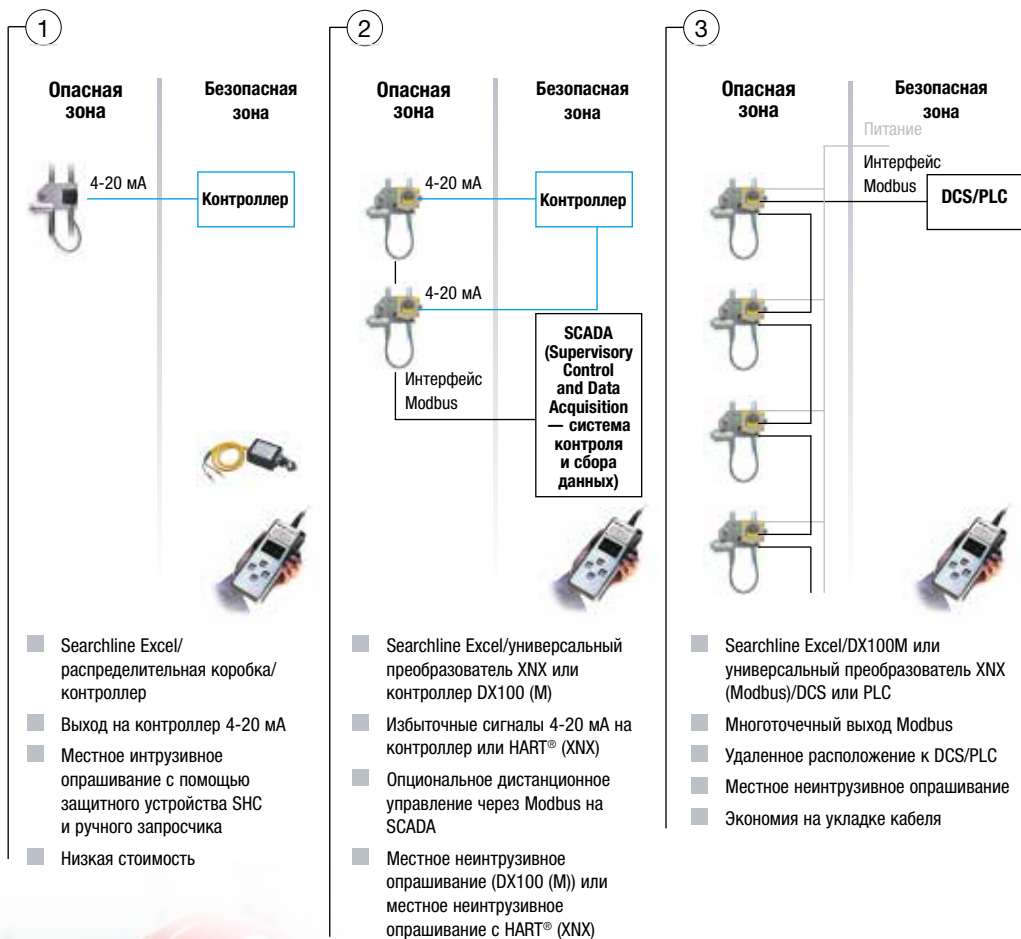 1
Опасная
зона
Безопасная
зона
4-20 мА
Контроллер
Searchline Excel/
распределительная коробка/
контроллер
Выход на контроллер 4-20 мА
Местное интрузивное
опрашивание с помощью
защитного устройства SHC
и ручного запросчика
Низкая стоимость
2
Опасная
зона
Безопасная
зона
4-20 мА
Контроллер
4-20 мА
Интерфейс
Modbus
SCADA
(Supervisory
Control
and Data
Acquisition
— система
контроля
и сбора
данных)
Searchline Excel/универсальный
преобразователь XNX или
контроллер DX100 (M)
Избыточные сигналы 4-20 мА на
контроллер или HART® (XNX)
Опциональное дистанционное
управление через Modbus на
SCADA
Местное неинтрузивное
опрашивание (DX100 (M)) или
местное неинтрузивное
опрашивание с HART® (XNX)
3
Опасная
зона
Безопасная
зона
Питание
Интерфейс
Modbus
DCS/PLC
Searchline Excel/DX100M или
универсальный преобразователь XNX
(Modbus)/DCS или PLC
Многоточечный выход Modbus
Удаленное расположение к DCS/PLC
Местное неинтрузивное опрашивание
Экономия на укладке кабеля